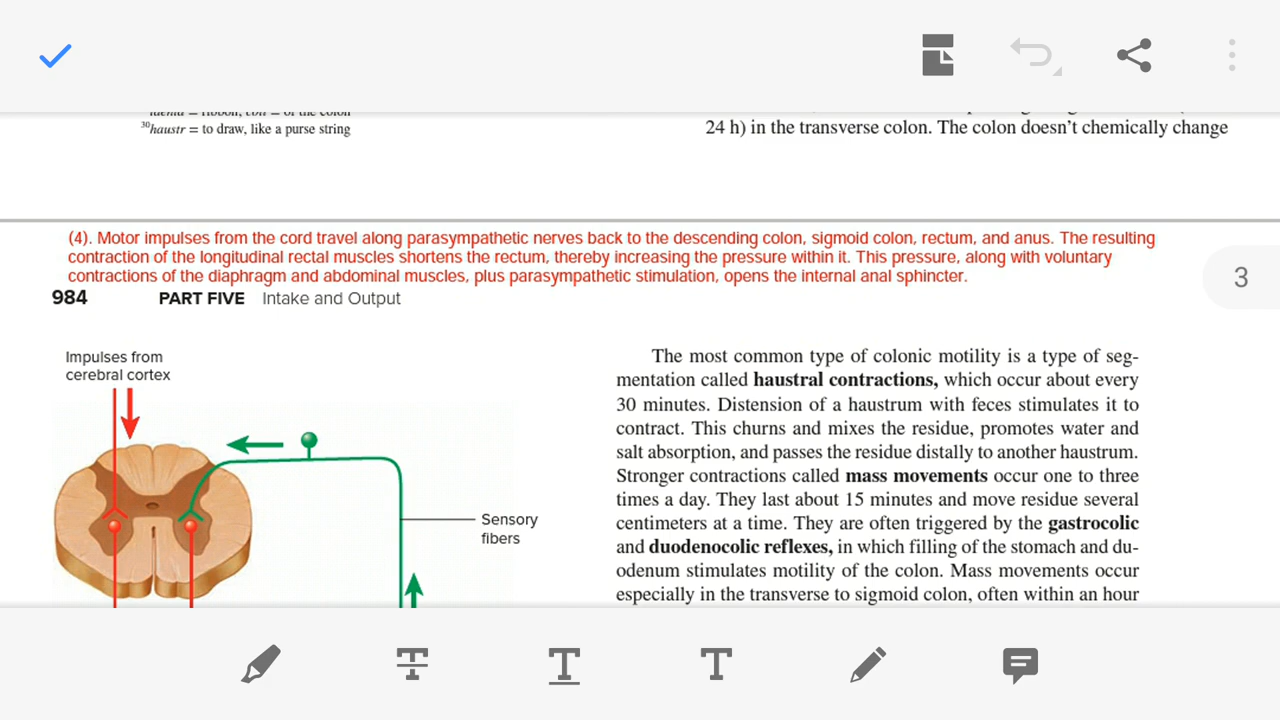 30haustr = to draw, like a purse string
24 h) in the transverse colon. The colon doesn't chemically change
(4). Motor impulses from the cord travel along parasympathetic nerves back to the descending colon, sigmoid colon, rectum, and anus. The resulting
contraction of the longitudinal rectal muscles shortens the rectum, thereby increasing the pressure within it. This pressure, along with voluntary
contractions of the diaphragm and abdominal muscles, plus parasympathetic stimulation, opens the internal anal sphincter.
3
984 PART FIVE Intake and Output
Impulses from
cerebral cortex
Sensory
fibers
The most common type of colonic motility is a type of seg-
mentation called haustral contractions, which occur about every
30 minutes. Distension of a haustrum with feces stimulates it to
contract. This churns and mixes the residue, promotes water and
salt absorption, and passes the residue distally to another haustrum.
Stronger contractions called mass movements occur one to three
times a day. They last about 15 minutes and move residue several
centimeters at a time. They are often triggered by the gastrocolic
and duodenocolic reflexes, in which filling of the stomach and du-
odenum stimulates motility of the colon. Mass movements occur
especially in the transverse to sigmoid colon, often within an hour